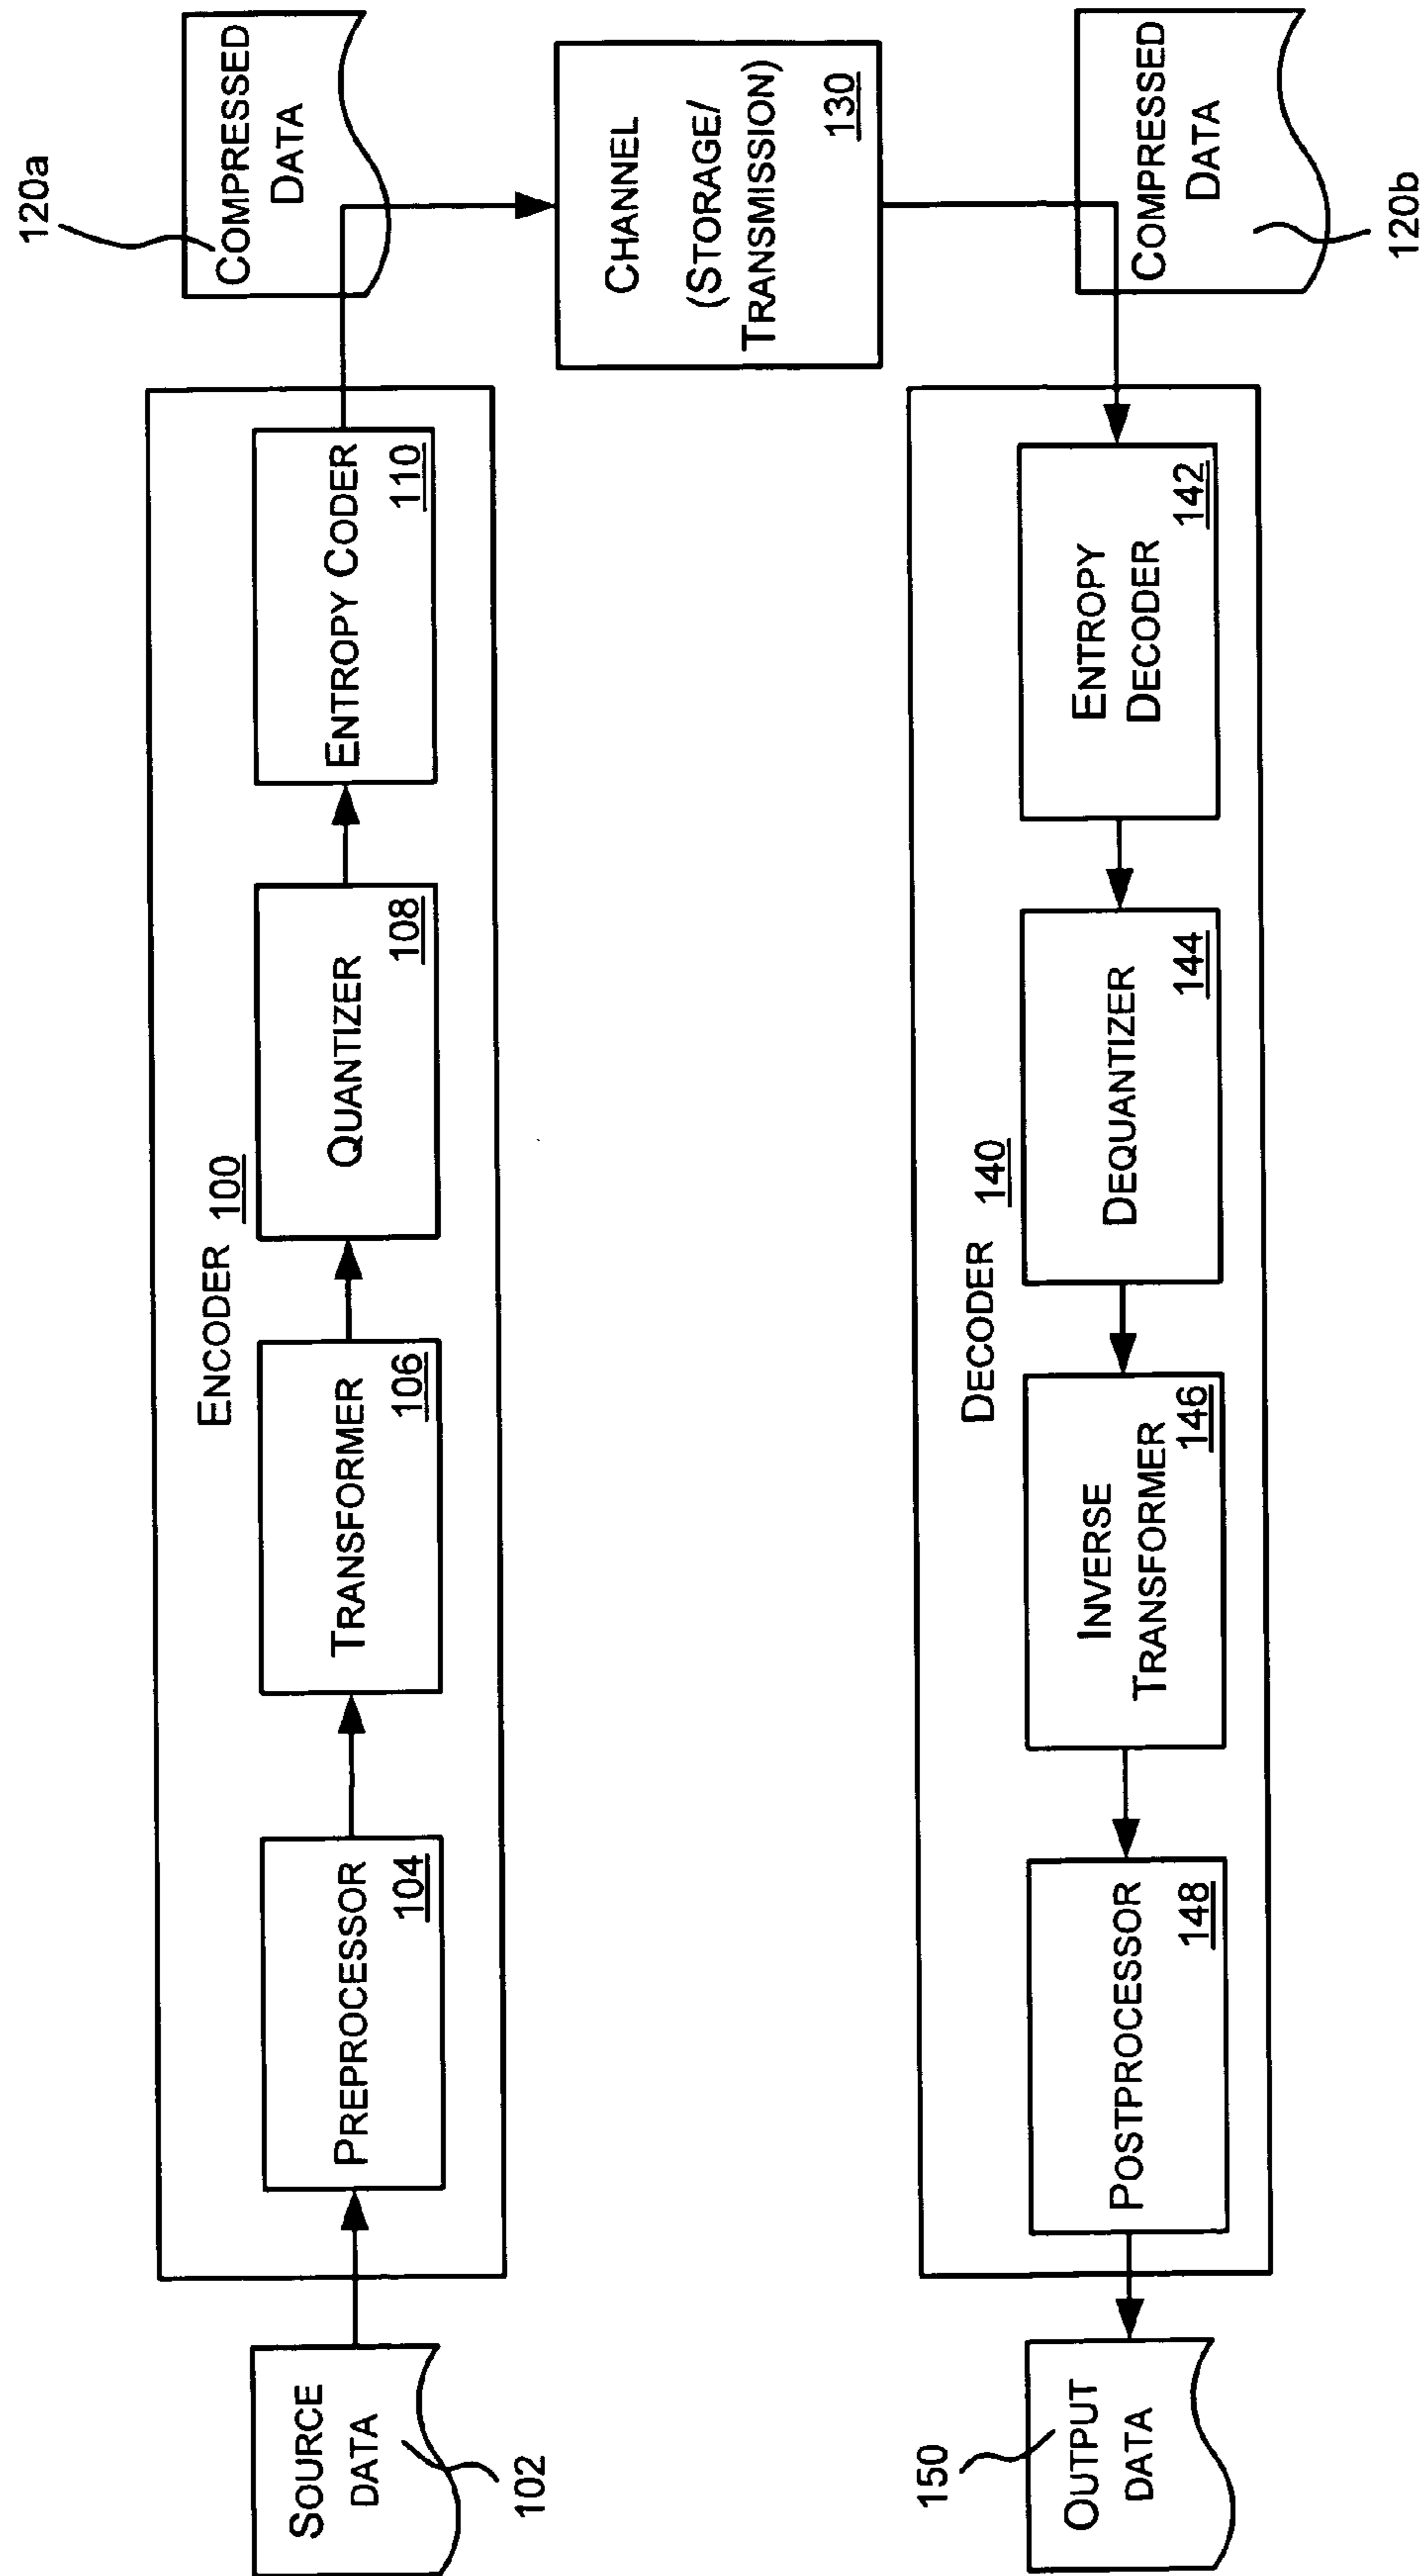 ENCODER 100
SOURCE
DATA
102
PREPROCESSOR
104
TRANSFORMER
106
QUANTIZER
108
ENTROPY CODER
110
120a
COMPRESSED
DATA
CHANNEL
(STORAGE/
TRANSMISSION)
130
DECODER 140
150
OUTPUT
DATA
POSTPROCESSOR
148
INVERSE
TRANSFORMER
146
DEQUANTIZER
144
ENTROPY
DECODER
142
COMPRESSED
DATA
120b